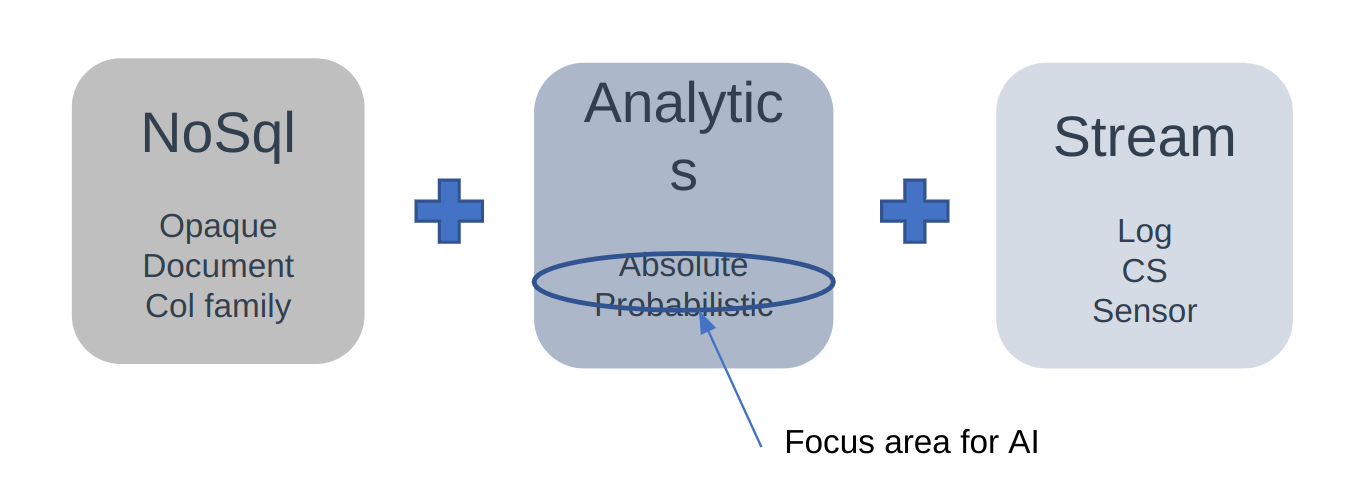 NoSql
Opaque
Document
Col family
Analytic
s
Absolute
Probabilistic
Stream
Log
CS
Sensor
Focus area for AI